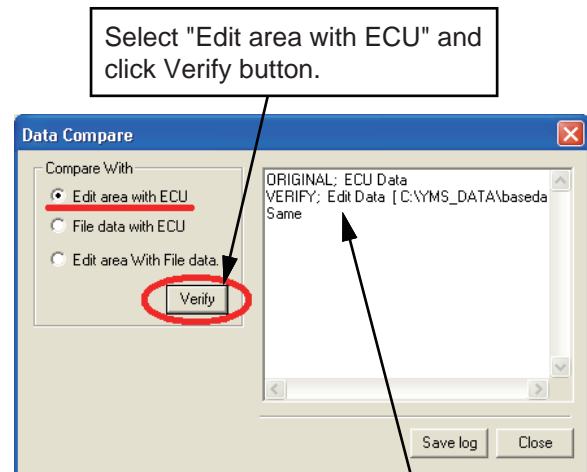 Select "Edit area with ECU" and
click Verify button.
Data Compare
Compare With
Edit area with ECU
File data with ECU
Edit area With File data.
Verify
ORIGINAL; ECU Data
VERIFY; Edit Data [ C:\YMS_DATA\baseda
Same
Save log
Close